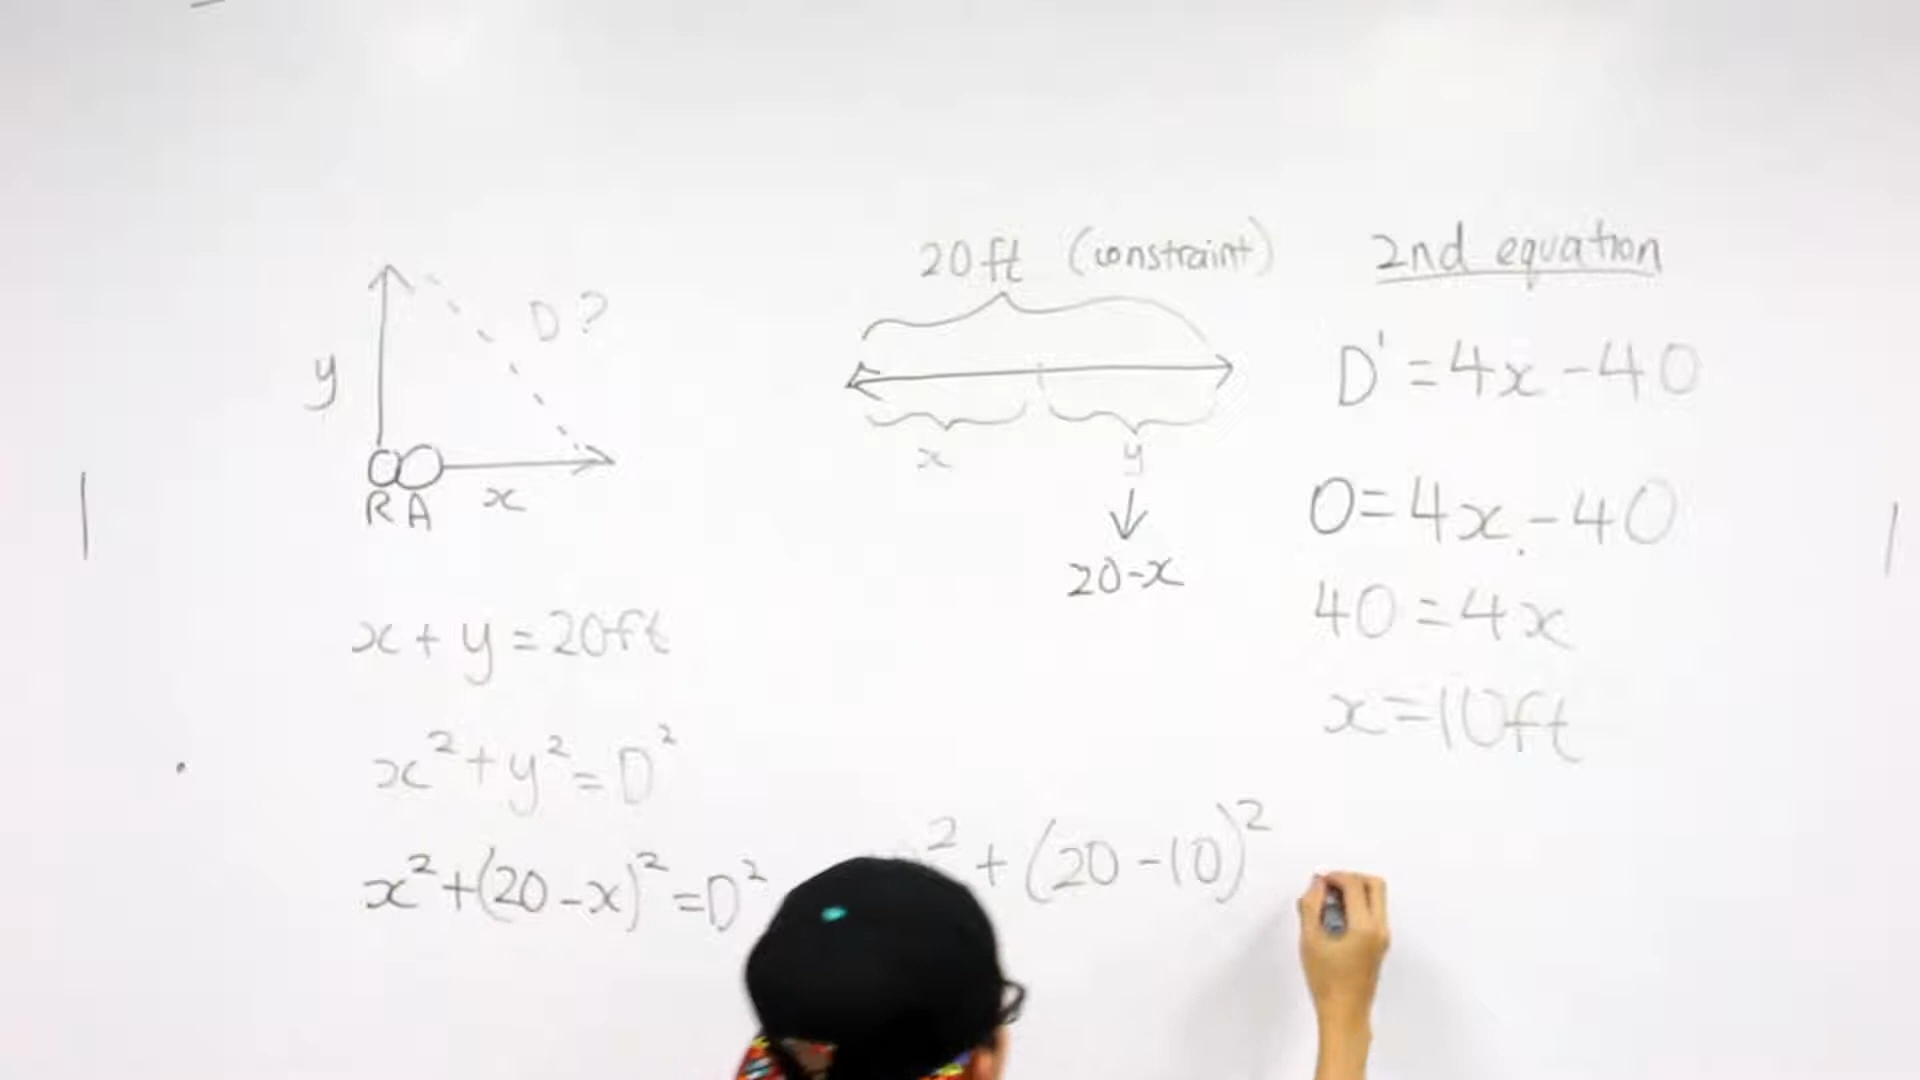 D?
y
R A
x
x + y = 20ft
x² + y² = D²
x² + (20 - x)² = D²
20ft (constraint)
x
y
20-x
² + (20 - 10)²
2nd equation
D' = 4x - 40
0 = 4x - 40
40 = 4x
x = 10ft